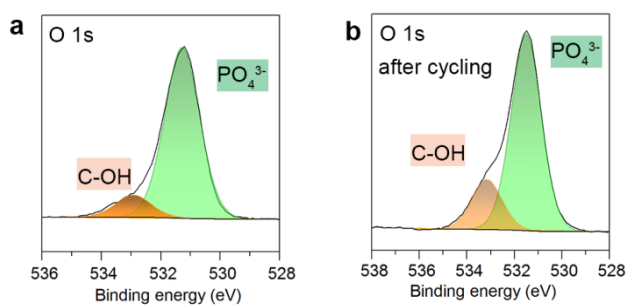 a
O 1s
PO₄³⁻
C-OH
536 534 532 530 528
Binding energy (eV)
b
O 1s
after cycling
PO₄³⁻
C-OH
538 536 534 532 530 528
Binding energy (eV)